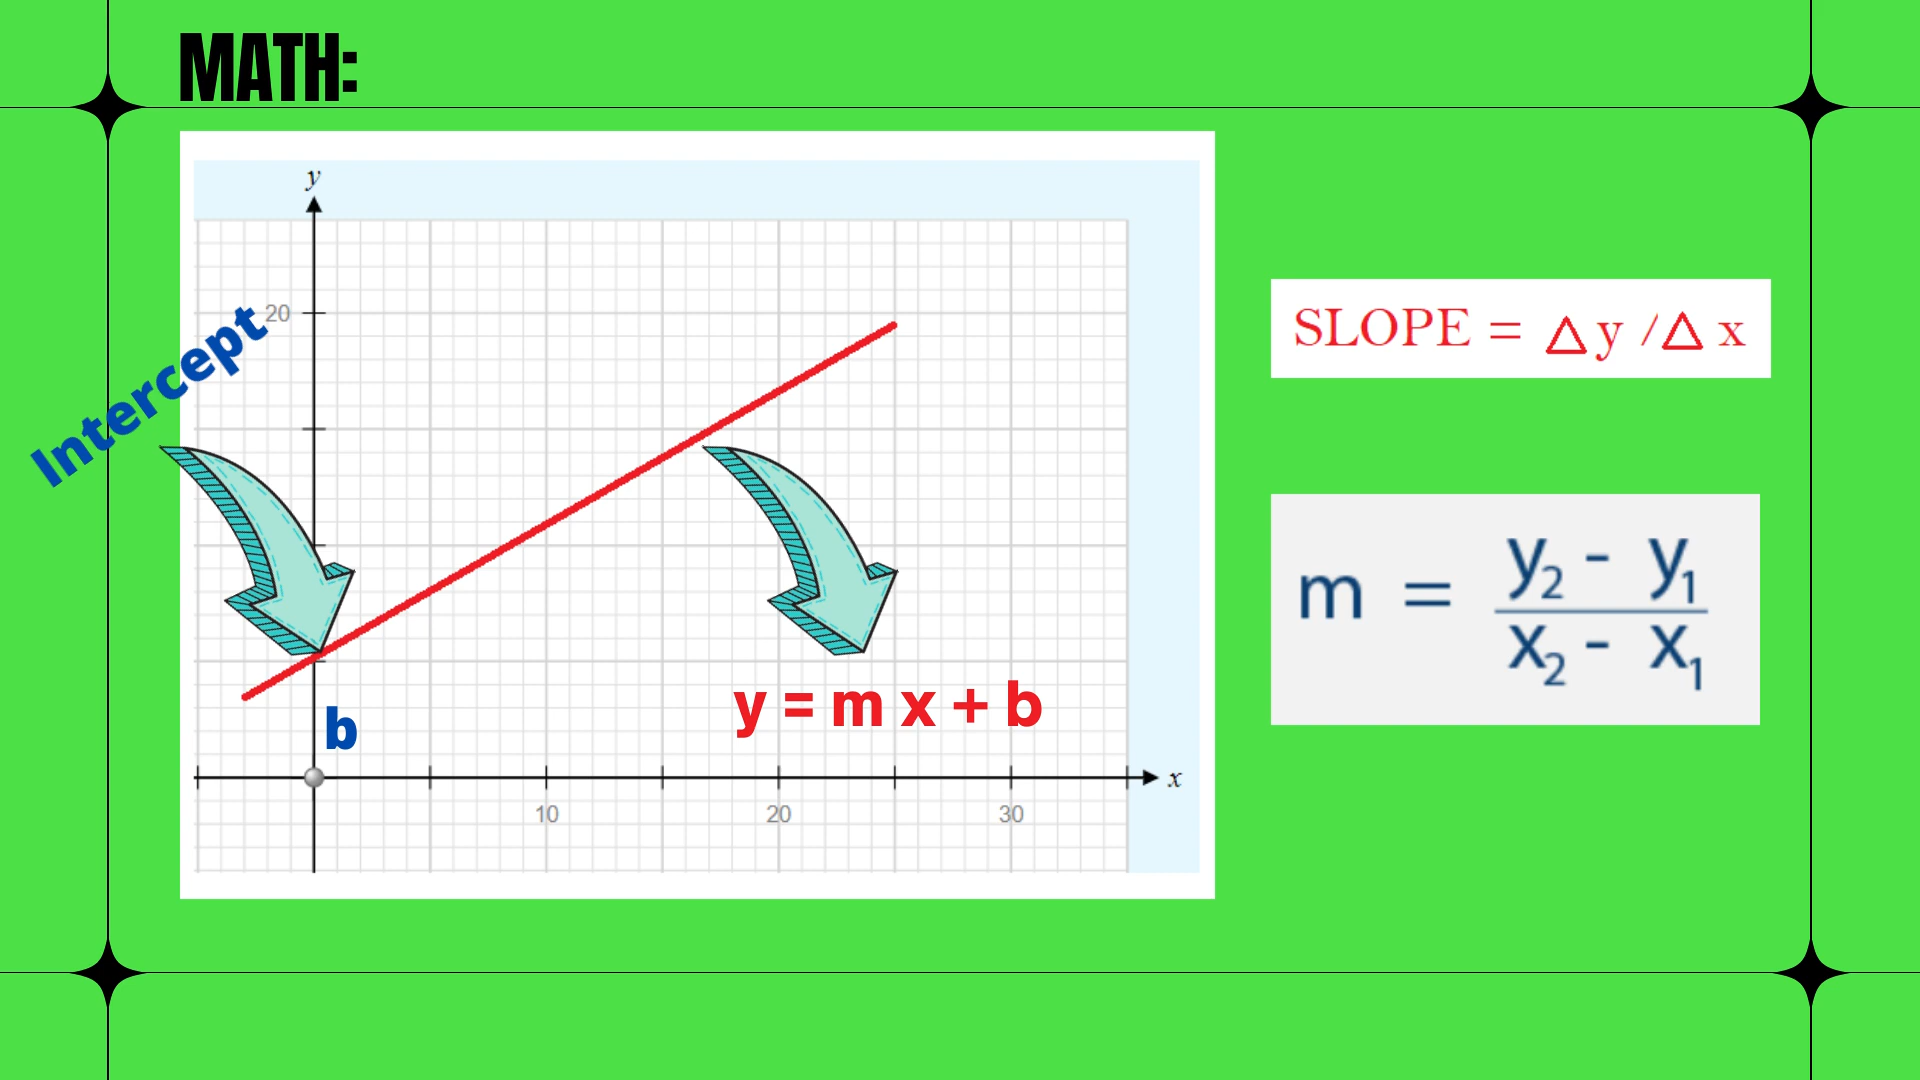 MATH:
y
20
Intercept
SLOPE = △ y / △ x
m = y₂ - y₁
x₂ - x₁
y = m x + b
b
x
10 20 30